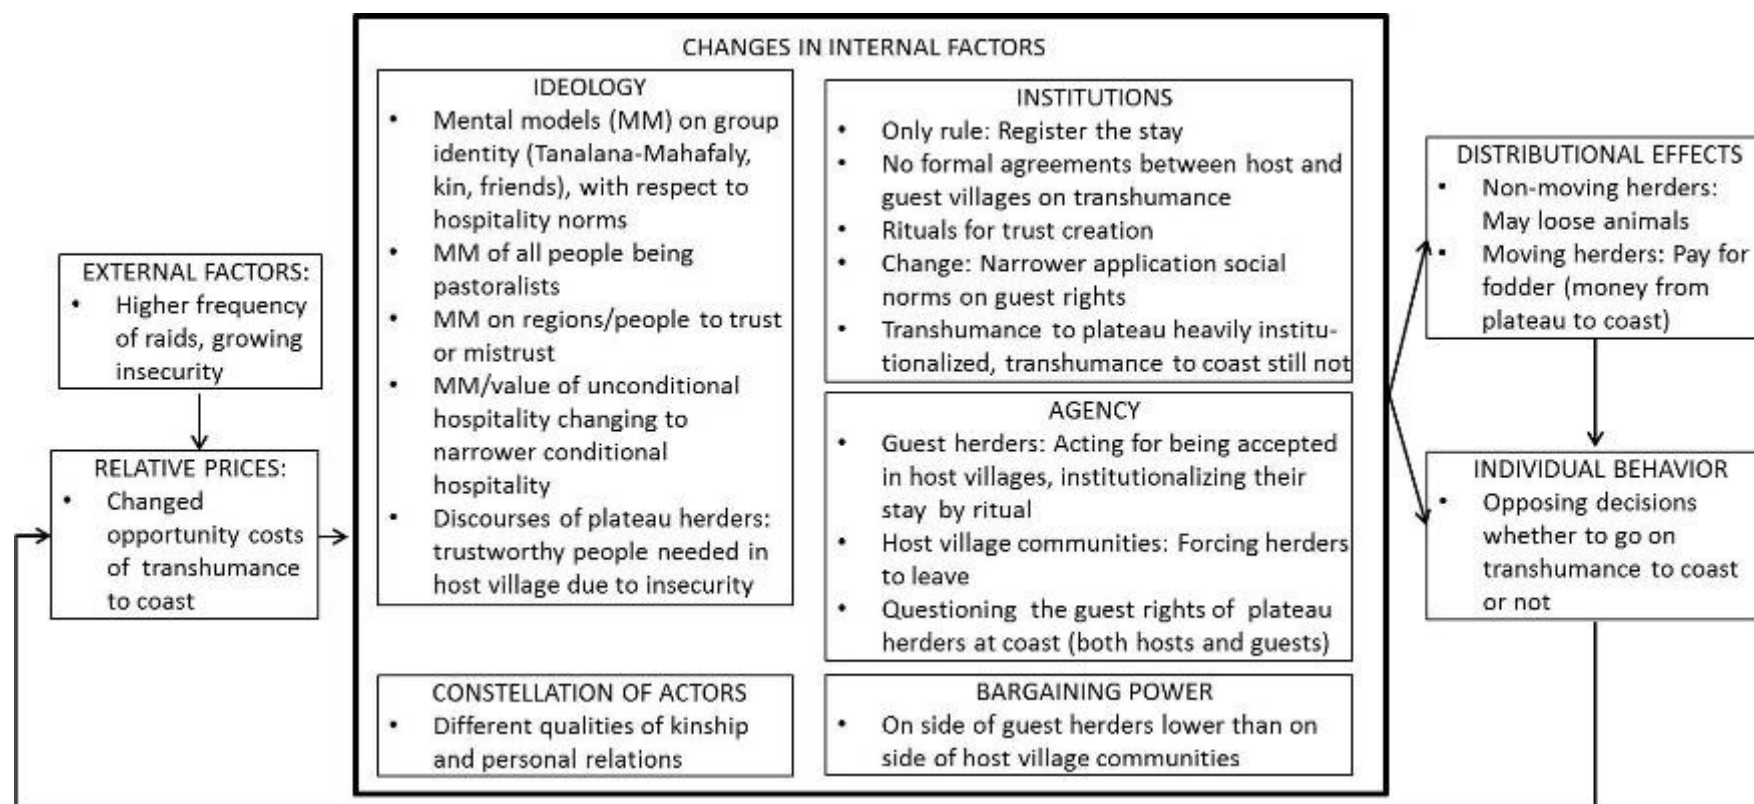 CHANGES IN INTERNAL FACTORS
EXTERNAL FACTORS:
• Higher frequency
of raids, growing
insecurity
RELATIVE PRICES:
• Changed
opportunity costs
of transhumance
to coast
IDEOLOGY
• Mental models (MM) on group
identity (Tanalana-Mahafaly,
kin, friends), with respect to
hospitality norms
• MM of all people being
pastoralists
• MM on regions/people to trust
or mistrust
• MM/value of unconditional
hospitality changing to
narrower conditional
hospitality
• Discourses of plateau herders:
trustworthy people needed in
host village due to insecurity
CONSTELLATION OF ACTORS
• Different qualities of kinship
and personal relations
INSTITUTIONS
• Only rule: Register the stay
• No formal agreements between host and
guest villages on transhumance
• Rituals for trust creation
• Change: Narrower application social
norms on guest rights
• Transhumance to plateau heavily institu-
tionalized, transhumance to coast still not
AGENCY
• Guest herders: Acting for being accepted
in host villages, institutionalizing their
stay by ritual
• Host village communities: Forcing herders
to leave
• Questioning the guest rights of plateau
herders at coast (both hosts and guests)
BARGAINING POWER
• On side of guest herders lower than on
side of host village communities
DISTRIBUTIONAL EFFECTS
• Non-moving herders:
May loose animals
• Moving herders: Pay for
fodder (money from
plateau to coast)
INDIVIDUAL BEHAVIOR
• Opposing decisions
whether to go on
transhumance to coast
or not